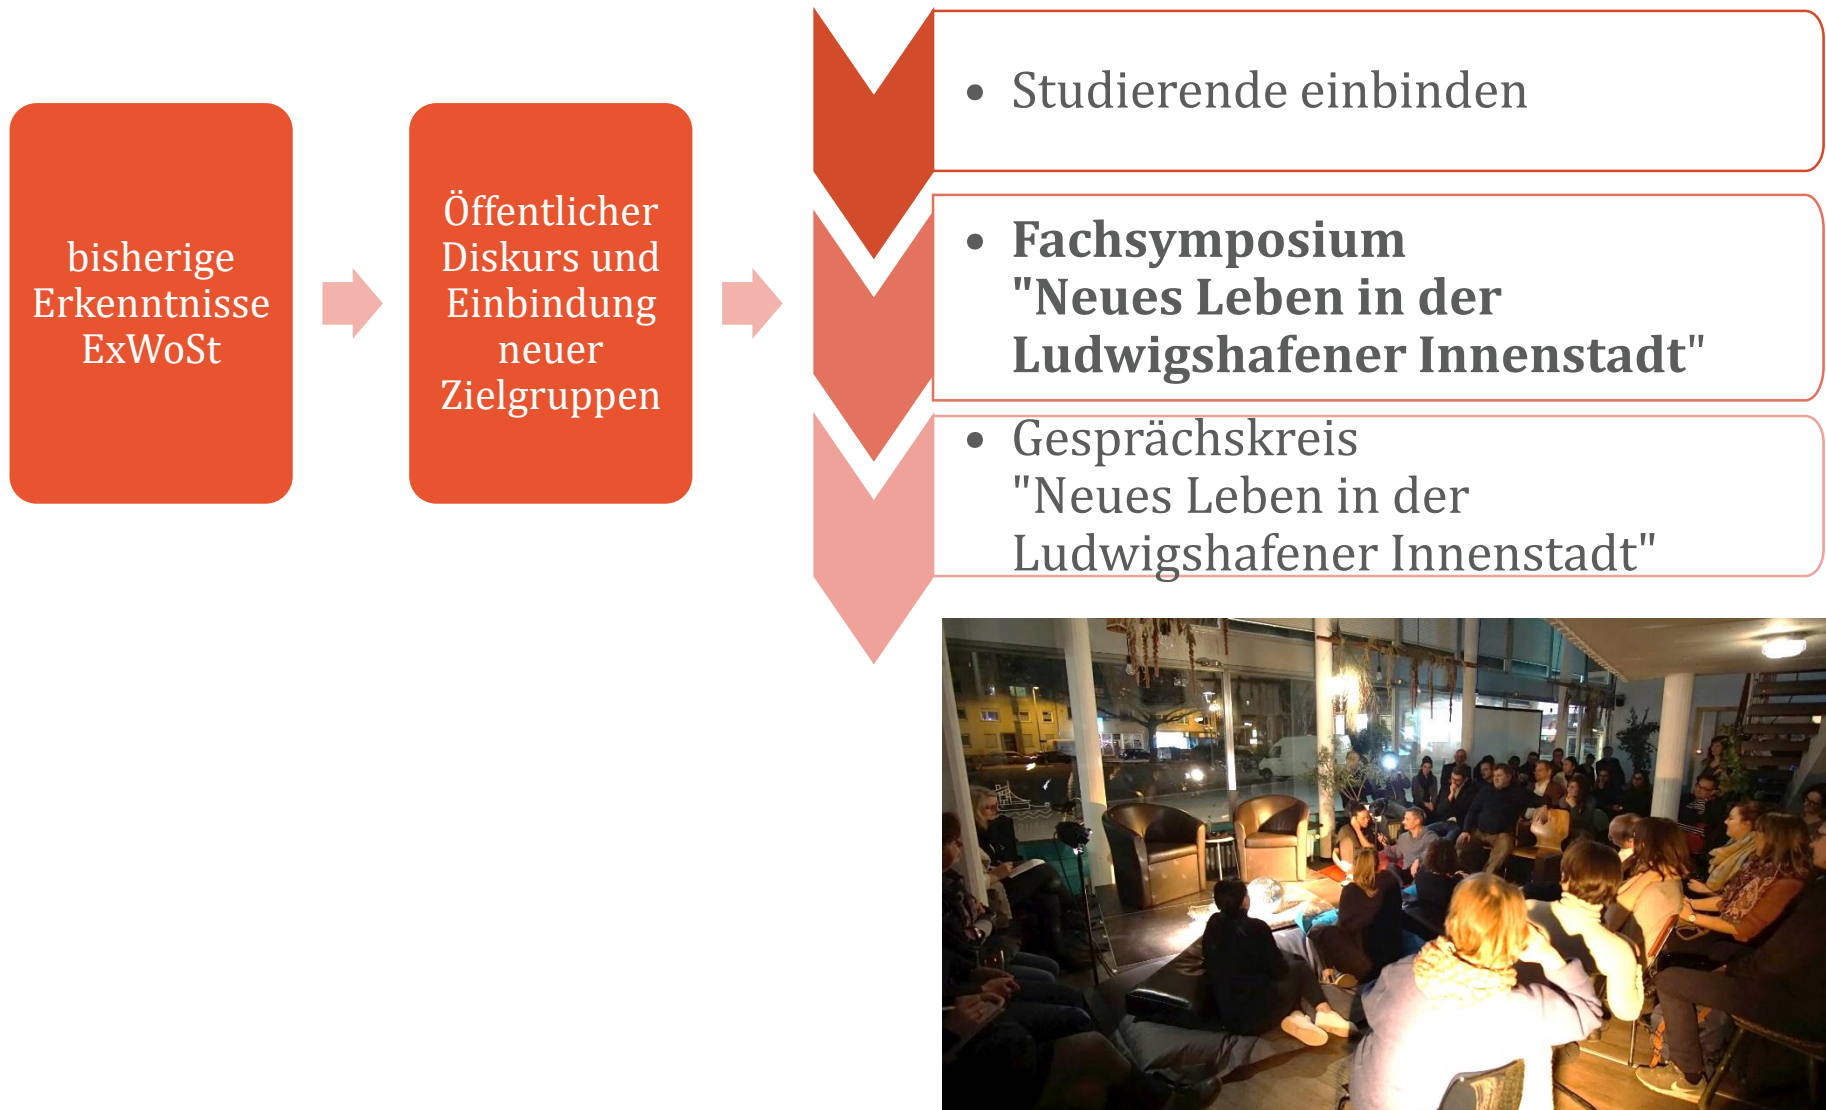 bisherige
Erkenntnisse
ExWoSt
Öffentlicher
Diskurs und
Einbindung
neuer
Zielgruppen
• Studierende einbinden
• Fachsymposium
"Neues Leben in der
Ludwigshafener Innenstadt"
• Gesprächskreis
"Neues Leben in der
Ludwigshafener Innenstadt"